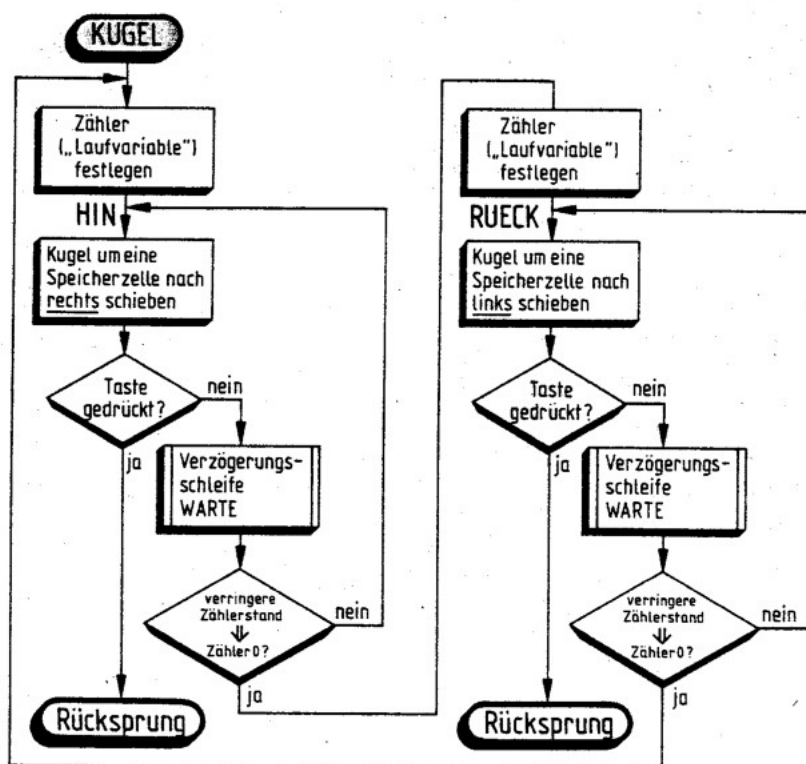 KUGEL
Zähler
(„Laufvariable")
festlegen
HIN
Kugel um eine
Speicherzelle nach
rechts schieben
Taste
gedrückt?
nein
ja
Verzögerungs-
schleife
WARTE
verringere
Zählerstand
⇓
Zähler 0?
nein
ja
Rücksprung
Zähler
(„Laufvariable")
festlegen
RUECK
Kugel um eine
Speicherzelle nach
links schieben
Taste
gedrückt?
nein
ja
Verzögerungs-
schleife
WARTE
verringere
Zählerstand
⇓
Zähler 0?
nein
ja
Rücksprung